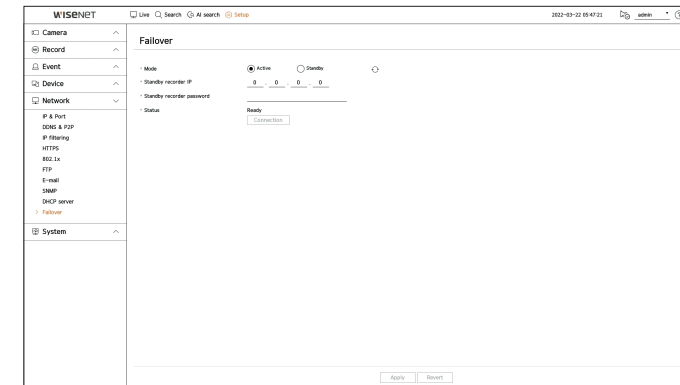 WISENET
Live Search AI search Setup 2022-03-22 05:47:21 admin
Camera
Record
Event
Device
Network
IP & Port
DDNS & P2P
IP filtering
HTTPS
802.1x
FTP
E-mail
SNMP
DHCP server
Failover
System
Failover
Mode Active Standby
Standby recorder IP 0 . 0 . 0 . 0
Standby recorder password
Status Ready
Connection
Apply Revert